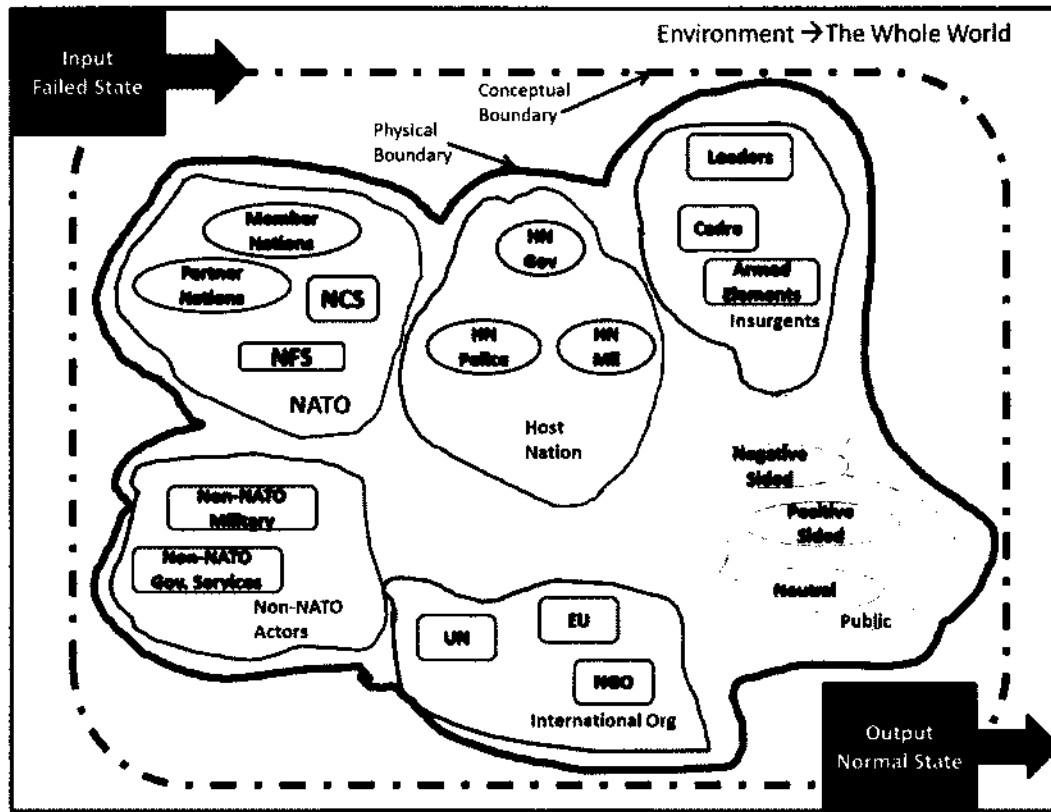 Environment →The Whole World
Input
Failed State
Conceptual
Boundary
Physical
Boundary
Leaders
Cadre
Armed
Elements
Insurgents
Member
Nations
Partner
Nations
NCS
NFS
NATO
HN
Gov
HN
Police
HN
Mil
Host
Nation
Negative
Sided
Positive
Sided
Neutral
Public
Non-NATO
Military
Non-NATO
Gov. Services
Non-NATO
Actors
UN
EU
NGO
International Org
Output
Normal State